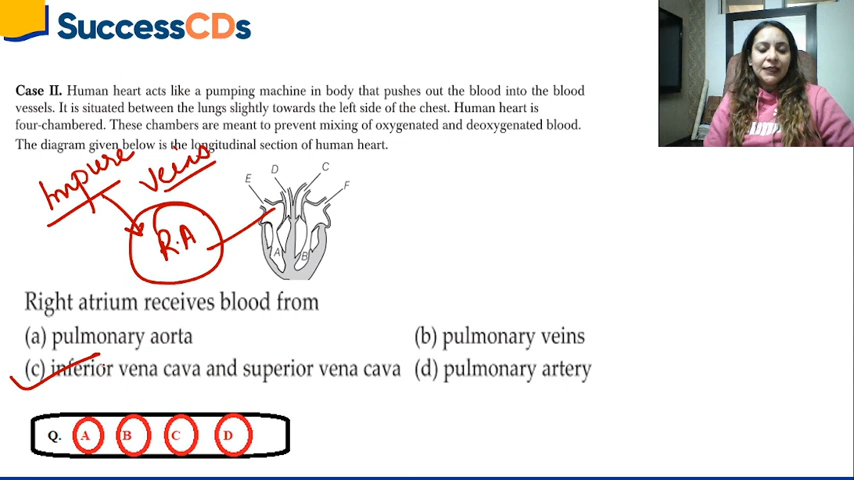 SuccessCDs
Case II. Human heart acts like a pumping machine in body that pushes out the blood into the blood
vessels. It is situated between the lungs slightly towards the left side of the chest. Human heart is
four-chambered. These chambers are meant to prevent mixing of oxygenated and deoxygenated blood.
The diagram given below is the longitudinal section of human heart.
Impure veins
R.A
E D C F
A B
Right atrium receives blood from
(a) pulmonary aorta (b) pulmonary veins
(c) inferior vena cava and superior vena cava (d) pulmonary artery
Q. A B C D